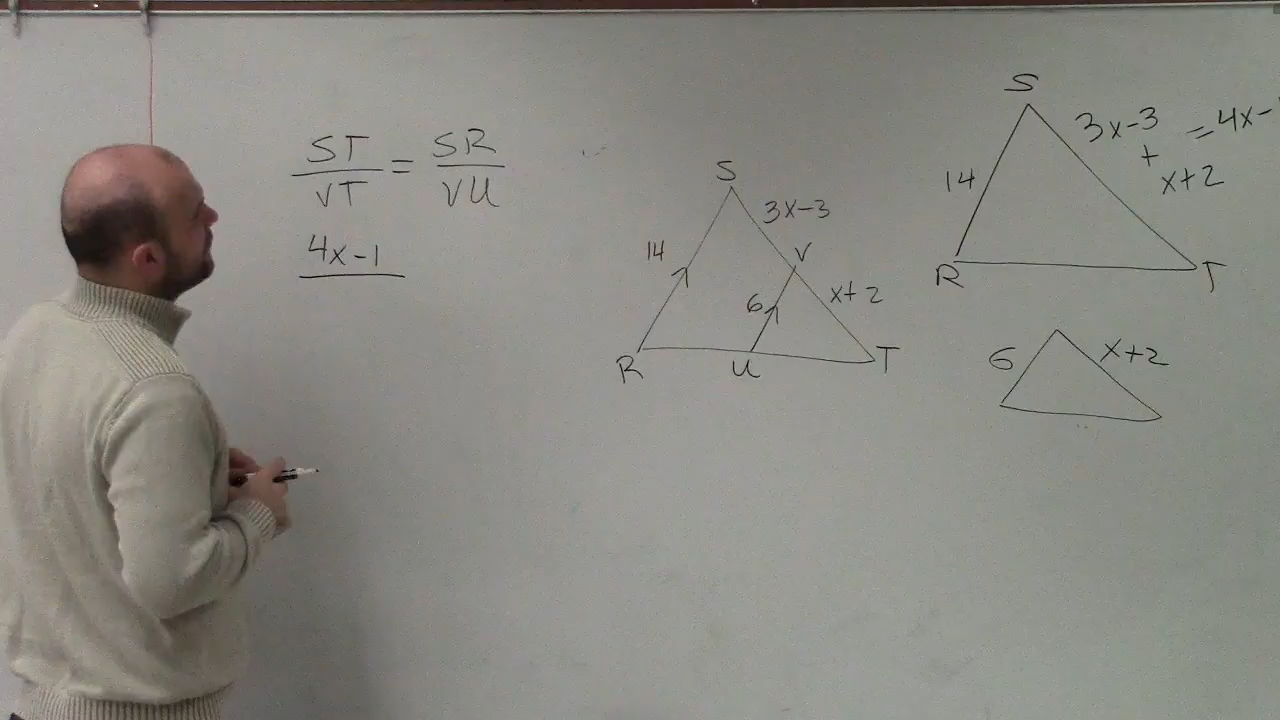 ST/VT = SR/VU
4x-1
S
3x-3
14
V
6
x+2
R
U
T
S
3x-3
=4x-
+
x+2
14
R
T
6
x+2